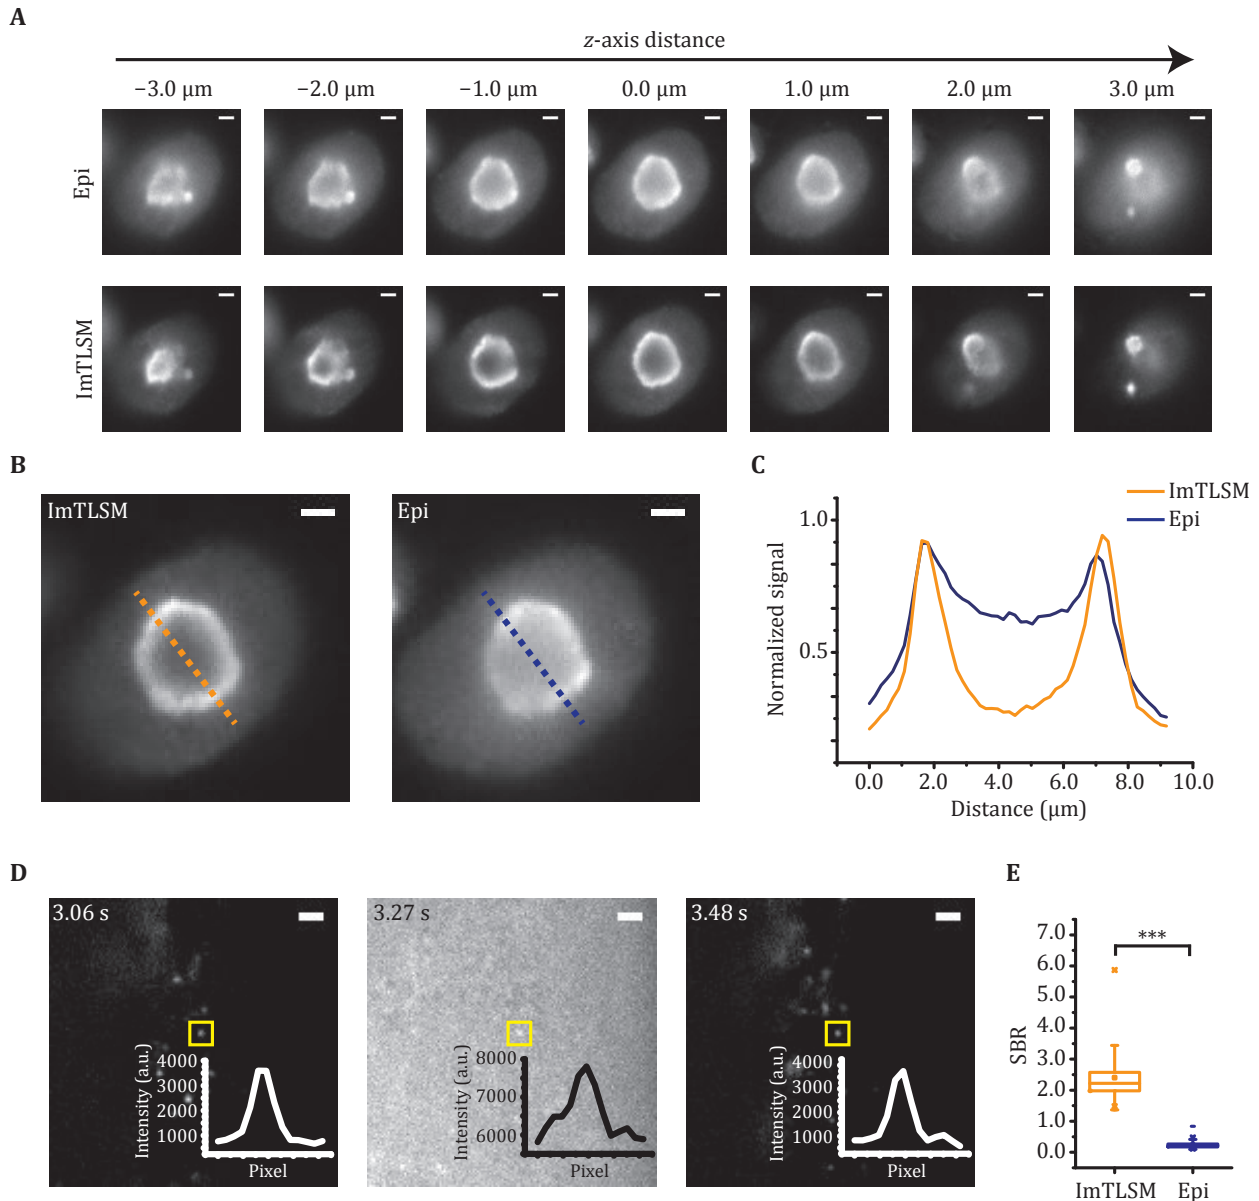 A
z-axis distance
−3.0 μm −2.0 μm −1.0 μm 0.0 μm 1.0 μm 2.0 μm 3.0 μm
Epi
ImTLSM
B
ImTLSM
Epi
C
ImTLSM
Epi
Normalized signal
1.0
0.5
0.0 2.0 4.0 6.0 8.0 10.0
Distance (μm)
D
3.06 s
Intensity (a.u.)
4000
3000
2000
1000
Pixel
3.27 s
Intensity (a.u.)
8000
7000
6000
Pixel
3.48 s
Intensity (a.u.)
4000
3000
2000
1000
Pixel
E
SBR
7.0
6.0
5.0
4.0
3.0
2.0
1.0
0.0
***
ImTLSM Epi